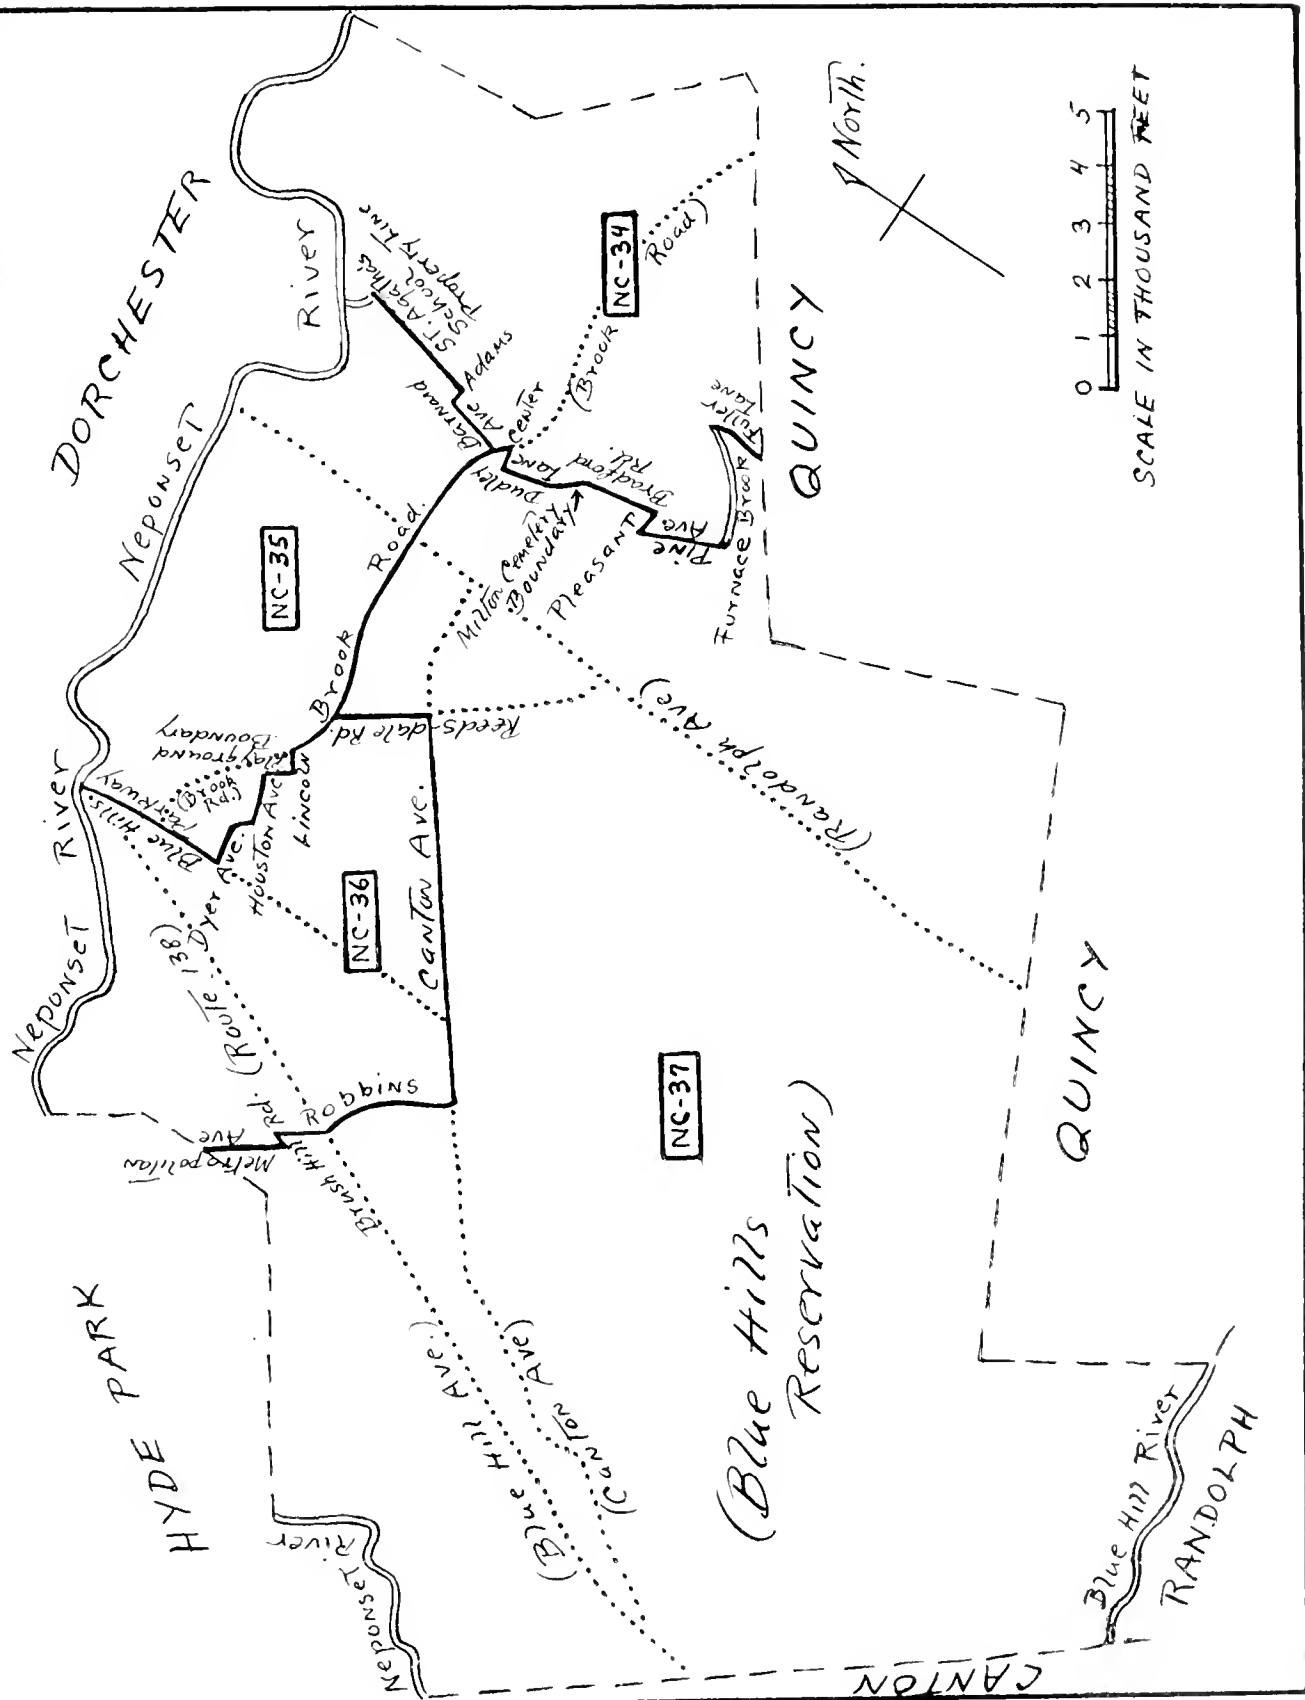 DORCHESTER
Neponset
River
Neponset River
HYDE PARK
Neponset
River
CANTON
RANDOLPH
Blue Hill River
QUINCY
QUINCY
NC-34
NC-35
NC-36
NC-37
(Blue Hills
Reservation)
St. Agatha's
School
Property Line
Adams
Barnard
Ave
Center
Dudley
Lane
(Brook
Road)
Milton Cemetery
Boundary
Bradford
Rd.
Pleasant
Pine
Ave.
Furnace Brook
Fuller
Lane
Brook
Road.
Reeds-dale Rd.
(Randolph Ave)
Playground
Boundary
(Brook
Rd.)
Lincoln
Houston Ave
Dyer Ave.
Blue Hills
Parkway
(Route 138)
Canton Ave.
Robbins
Brush Hill Rd.
Metropolitan
Ave
(Blue Hill Ave.)
(Canton Ave)
North.
0 1 2 3 4 5
SCALE IN THOUSAND FEET